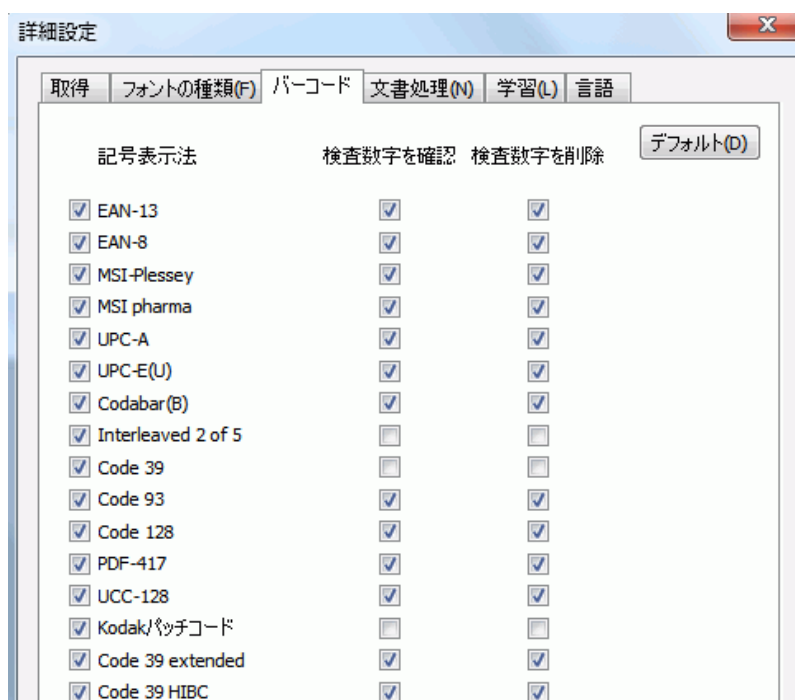 詳細設定
取得 フォントの種類(F) バーコード 文書処理(N) 学習(L) 言語
記号表示法 検査数字を確認 検査数字を削除 デフォルト(D)
EAN-13
EAN-8
MSI-Plessey
MSI pharma
UPC-A
UPC-E(U)
Codabar(B)
Interleaved 2 of 5
Code 39
Code 93
Code 128
PDF-417
UCC-128
Kodakパッチコード
Code 39 extended
Code 39 HIBC